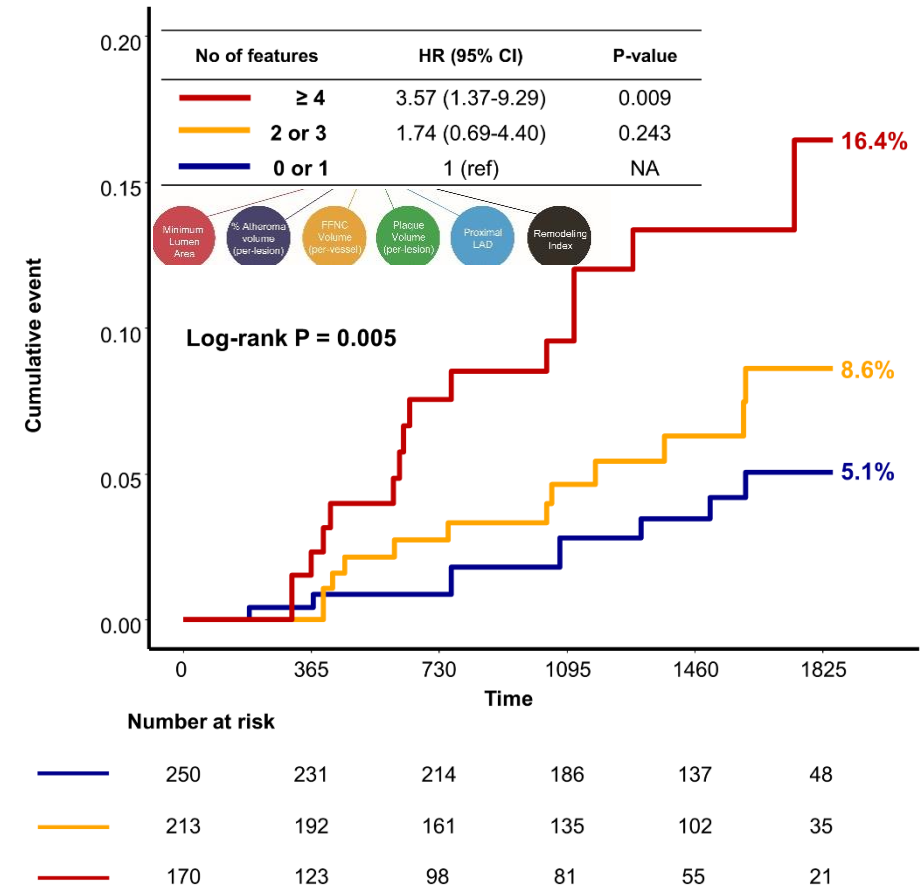 No of features HR (95% CI) P-value
≥ 4 3.57 (1.37-9.29) 0.009
2 or 3 1.74 (0.69-4.40) 0.243
0 or 1 1 (ref) NA
Minimum
Lumen
Area
% Atheroma
volume
(per-lesion)
FFNC
Volume
(per-vessel)
Plaque
Volume
(per-lesion)
Proximal
LAD
Remodeling
Index
Log-rank P = 0.005
16.4%
8.6%
5.1%
Cumulative event
0.20
0.15
0.10
0.05
0.00
0 365 730 1095 1460 1825
Time
Number at risk
250 231 214 186 137 48
213 192 161 135 102 35
170 123 98 81 55 21